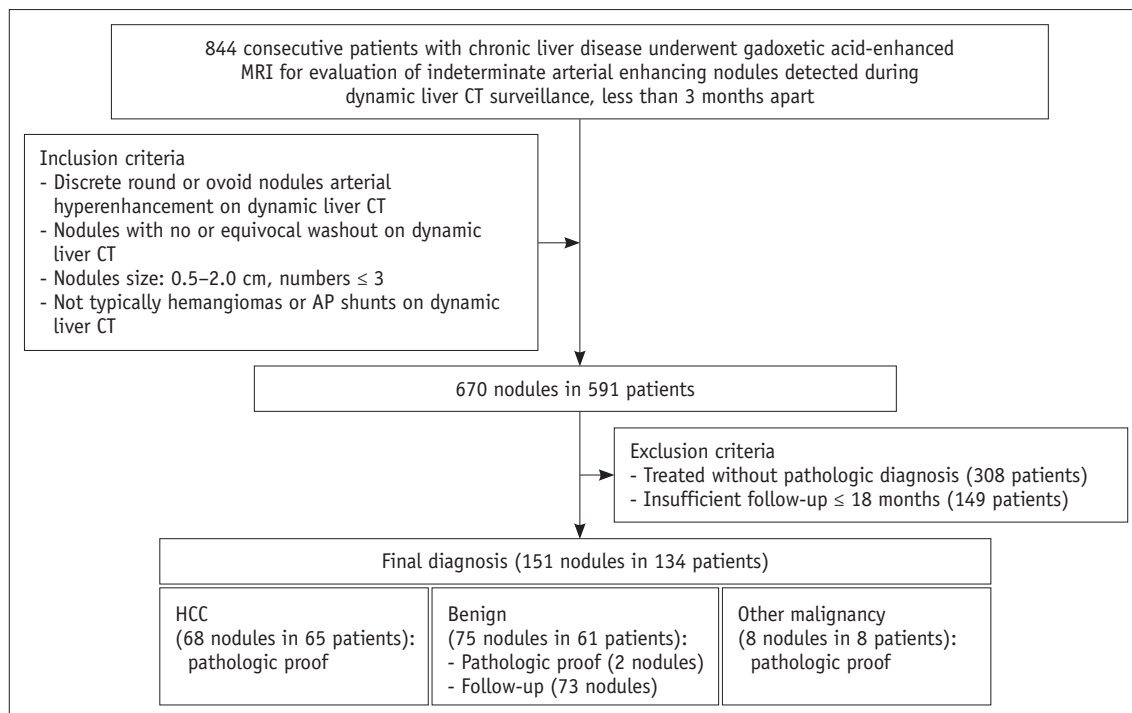 844 consecutive patients with chronic liver disease underwent gadoxetic acid-enhanced
MRI for evaluation of indeterminate arterial enhancing nodules detected during
dynamic liver CT surveillance, less than 3 months apart
Inclusion criteria
- Discrete round or ovoid nodules arterial
hyperenhancement on dynamic liver CT
- Nodules with no or equivocal washout on dynamic
liver CT
- Nodules size: 0.5–2.0 cm, numbers ≤ 3
- Not typically hemangiomas or AP shunts on dynamic
liver CT
670 nodules in 591 patients
Exclusion criteria
- Treated without pathologic diagnosis (308 patients)
- Insufficient follow-up ≤ 18 months (149 patients)
Final diagnosis (151 nodules in 134 patients)
HCC
(68 nodules in 65 patients):
pathologic proof
Benign
(75 nodules in 61 patients):
- Pathologic proof (2 nodules)
- Follow-up (73 nodules)
Other malignancy
(8 nodules in 8 patients):
pathologic proof